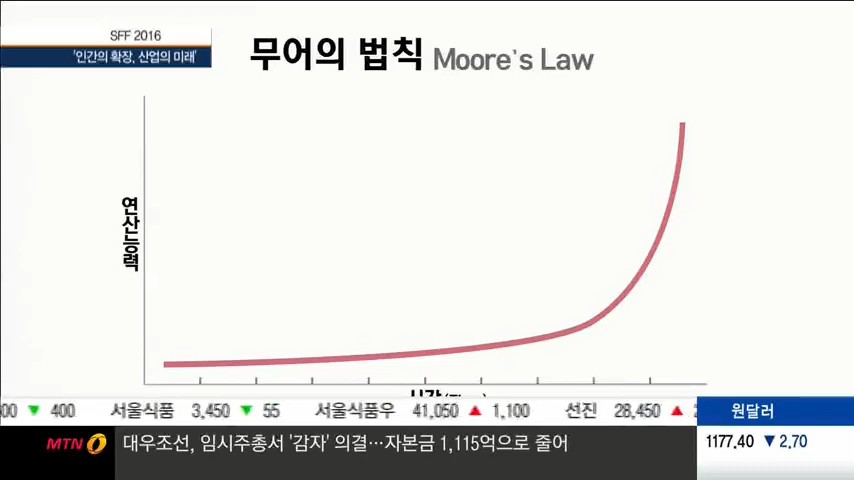 SFF 2016
'인간의 확장, 산업의 미래'
무어의 법칙 Moore's Law
연산능력
400 서울식품 3,450 ▼ 55 서울식품우 41,050 ▲ 1,100 선진 28,450 ▲
원달러
MTN 대우조선, 임시주총서 '감자' 의결…자본금 1,115억으로 줄어
1177.40 ▼2.70